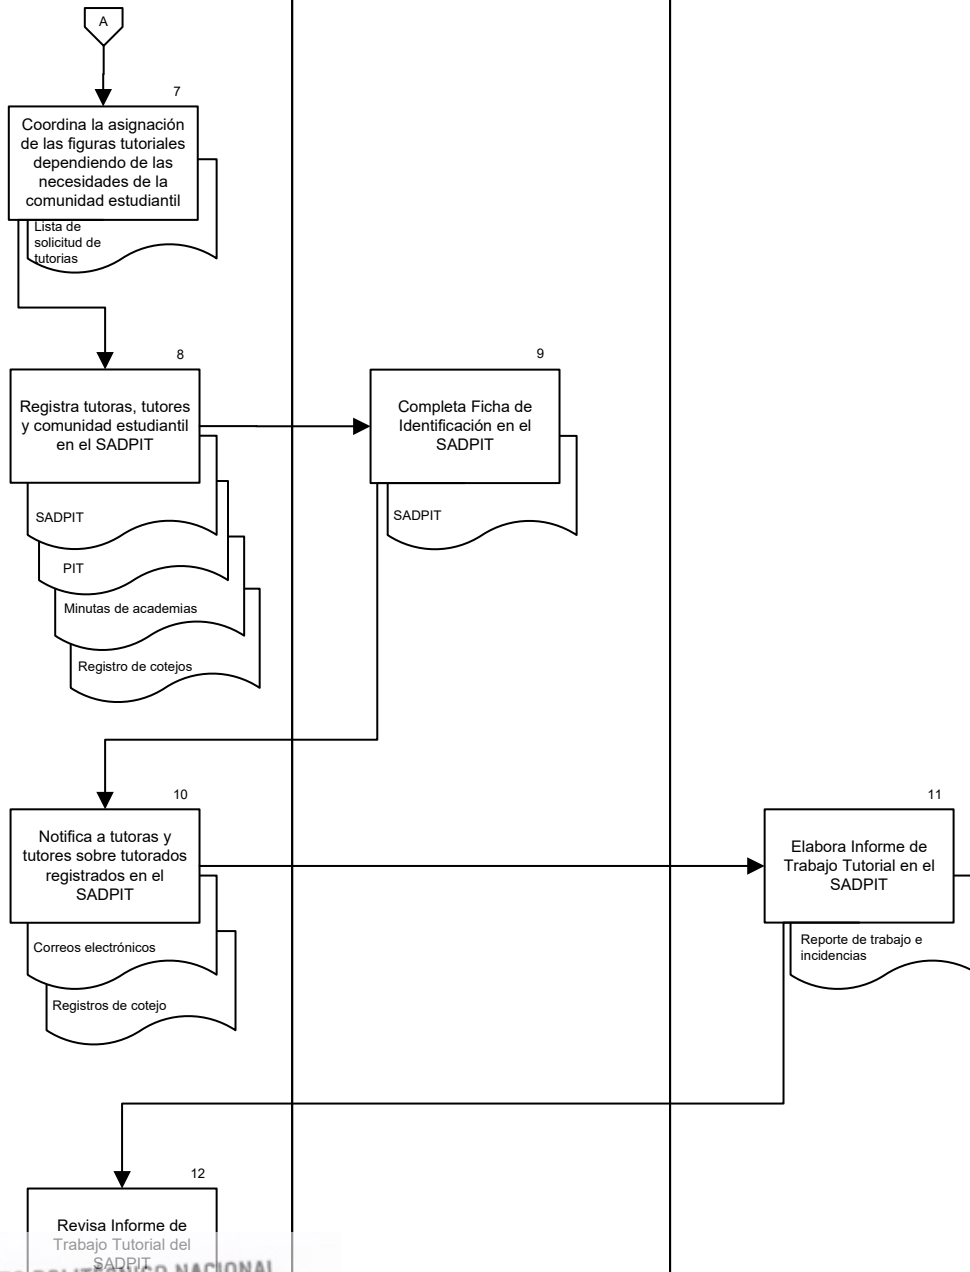 A
7
Coordina la asignación
de las figuras tutoriales
dependiendo de las
necesidades de la
comunidad estudiantil
Lista de
solicitud de
tutorias
8
Registra tutoras, tutores
y comunidad estudiantil
en el SADPIT
SADPIT
PIT
Minutas de academias
Registro de cotejos
9
Completa Ficha de
Identificación en el
SADPIT
SADPIT
10
Notifica a tutoras y
tutores sobre tutorados
registrados en el
SADPIT
Correos electrónicos
Registros de cotejo
11
Elabora Informe de
Trabajo Tutorial en el
SADPIT
Reporte de trabajo e
incidencias
12
Revisa Informe de
Trabajo Tutorial del
SADPIT
NACIONAL